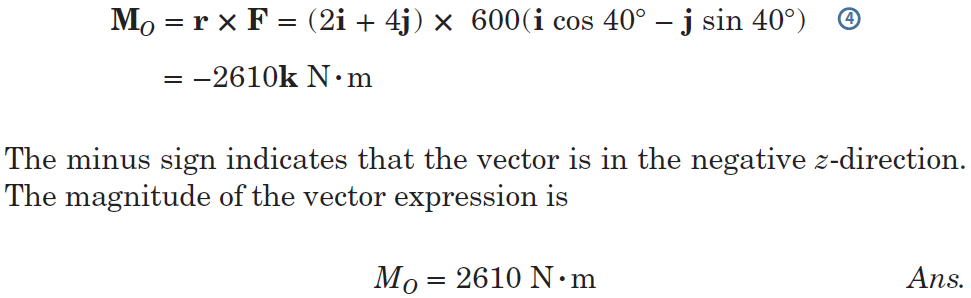 M_O = r × F = (2i + 4j) × 600(i cos 40° − j sin 40°) ④
= −2610k N·m
The minus sign indicates that the vector is in the negative z-direction.
The magnitude of the vector expression is
M_O = 2610 N·m Ans.